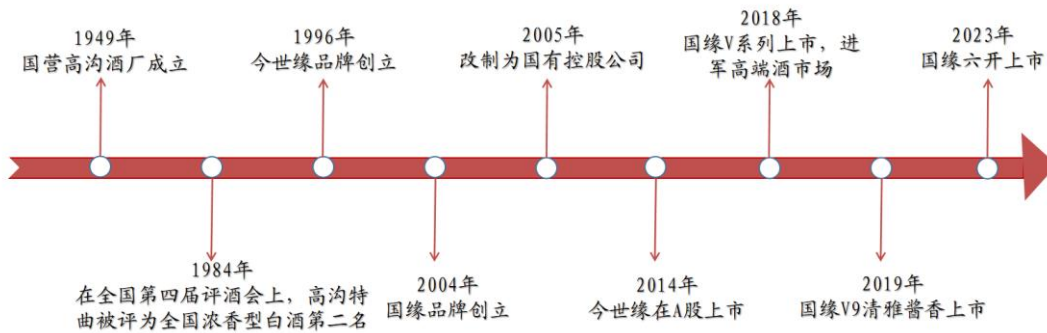 1949年
国营高沟酒厂成立
1996年
今世缘品牌创立
2005年
改制为国有控股公司
2018年
国缘V系列上市，进
军高端酒市场
2023年
国缘六开上市
1984年
在全国第四届评酒会上，高沟特
曲被评为全国浓香型白酒第二名
2004年
国缘品牌创立
2014年
今世缘在A股上市
2019年
国缘V9清雅酱香上市